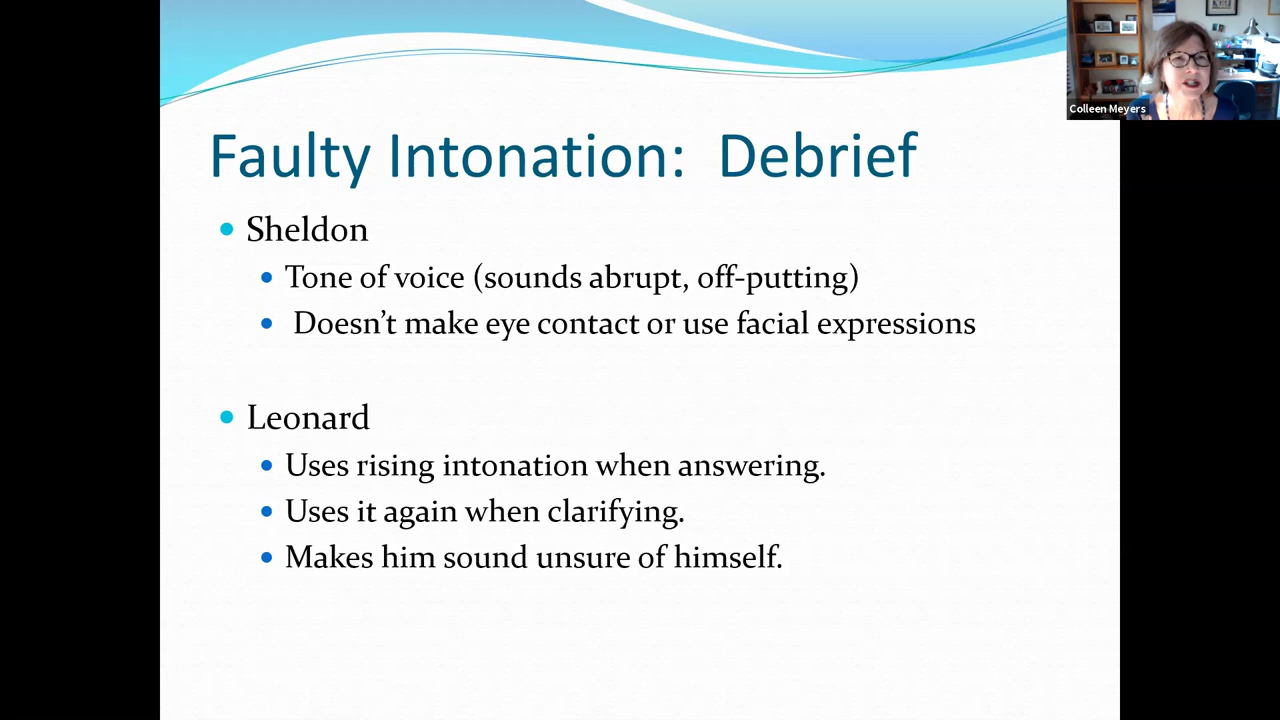 Colleen Meyers
Faulty Intonation: Debrief
Sheldon
Tone of voice (sounds abrupt, off-putting)
Doesn’t make eye contact or use facial expressions
Leonard
Uses rising intonation when answering.
Uses it again when clarifying.
Makes him sound unsure of himself.